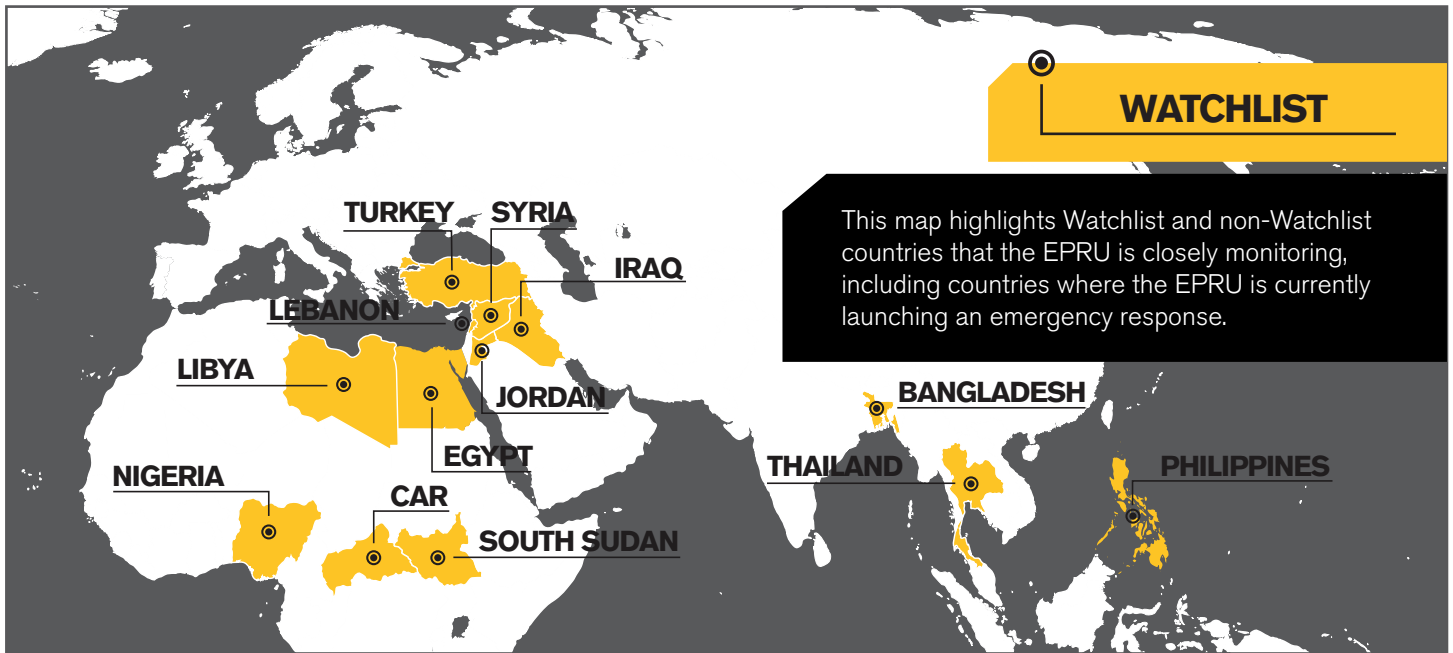 WATCHLIST
This map highlights Watchlist and non-Watchlist
countries that the EPRU is closely monitoring,
including countries where the EPRU is currently
launching an emergency response.
TURKEY
SYRIA
IRAQ
LEBANON
LIBYA
JORDAN
BANGLADESH
EGYPT
THAILAND
PHILIPPINES
NIGERIA
CAR
SOUTH SUDAN